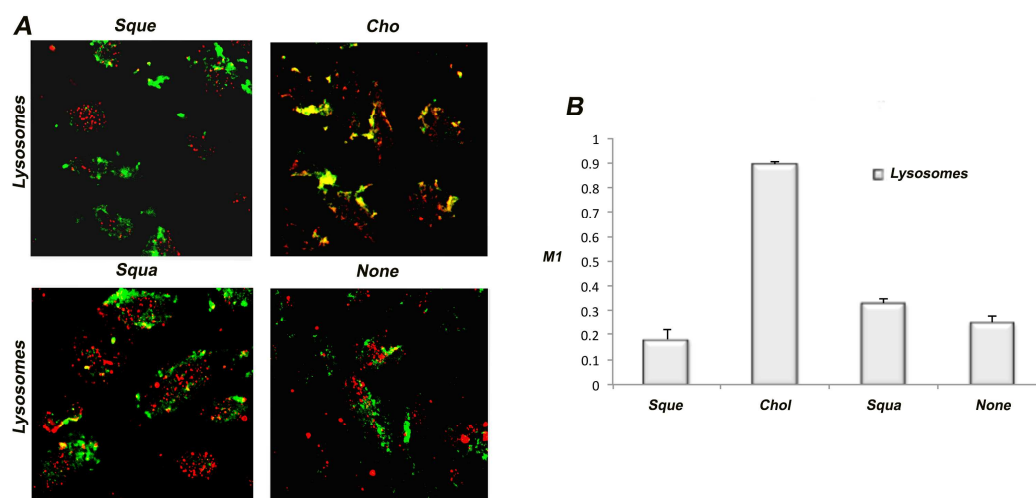 A
Sque
Cho
Lysosomes
Squa
None
Lysosomes
B
1
0.9
0.8
0.7
0.6
0.5
0.4
0.3
0.2
0.1
0
M1
Lysosomes
Sque
Chol
Squa
None